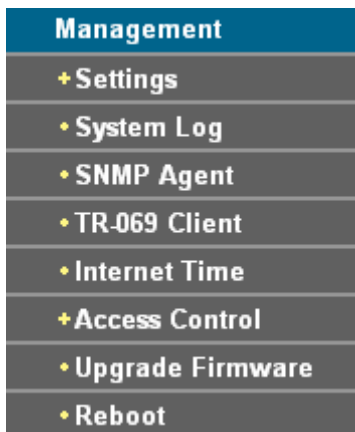 Management
+Settings
•System Log
•SNMP Agent
•TR-069 Client
•Internet Time
+Access Control
•Upgrade Firmware
•Reboot